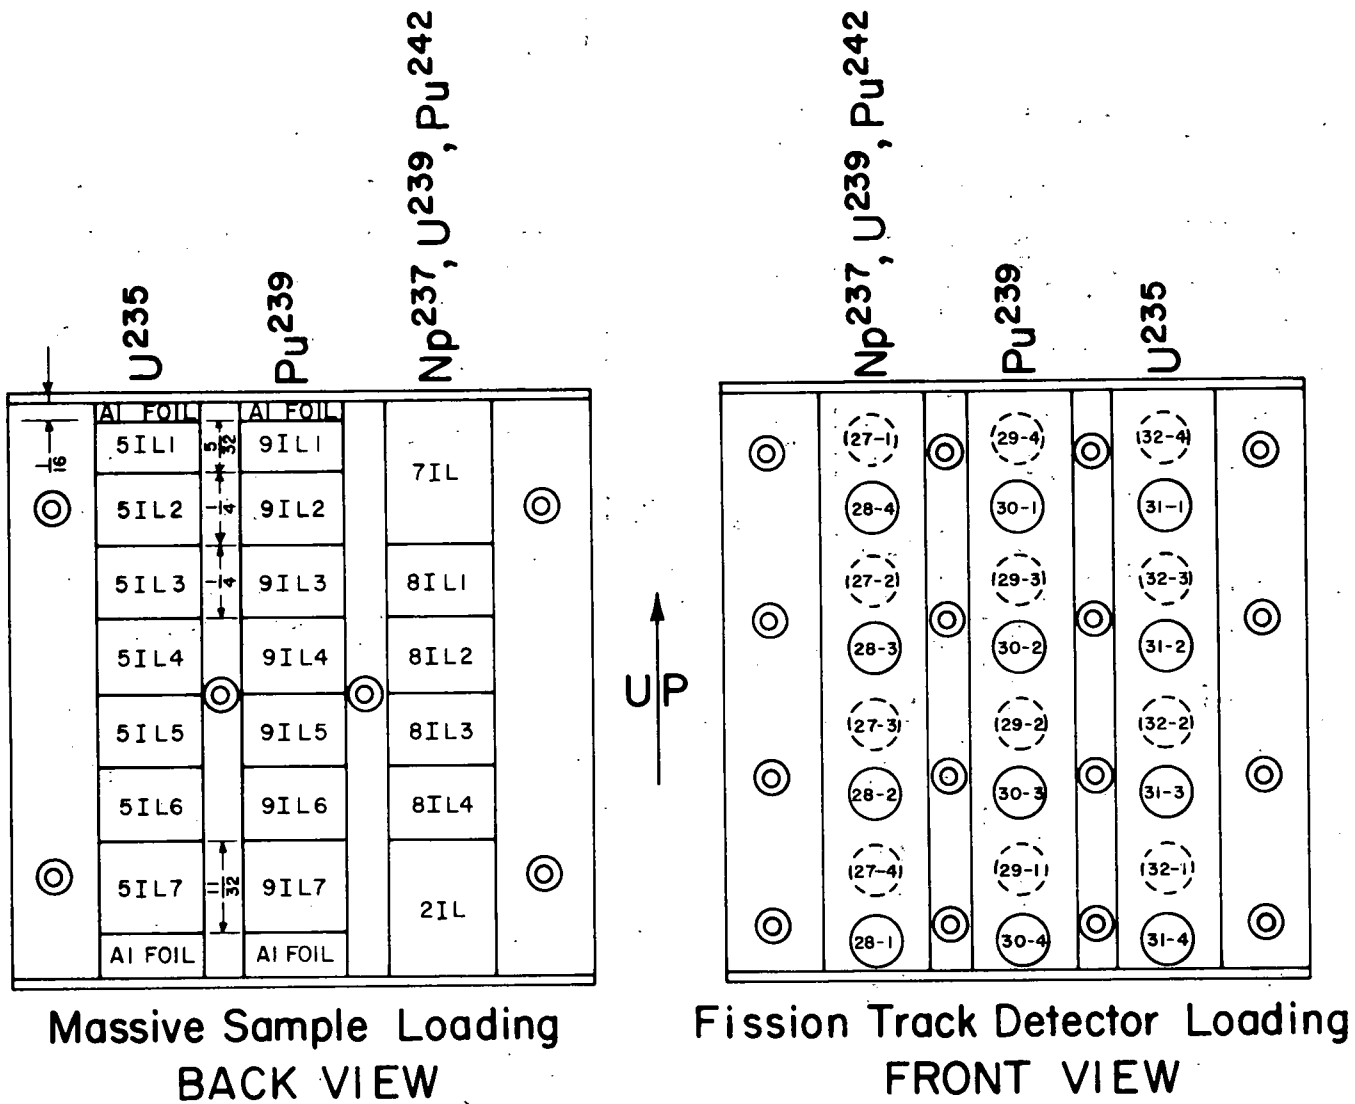 U235
Pu239
Np237, U239, Pu242
Np237, U239, Pu242
Pu239
U235
1/16
Al FOIL
Al FOIL
5IL1
5/32
9IL1
7IL
5IL2
1/4
9IL2
5IL3
1/4
9IL3
8IL1
5IL4
9IL4
8IL2
5IL5
9IL5
8IL3
5IL6
9IL6
8IL4
5IL7
11/32
9IL7
2IL
Al FOIL
Al FOIL
UP
27-1
29-4
32-4
28-4
30-1
31-1
27-2
29-3
32-3
28-3
30-2
31-2
27-3
29-2
32-2
28-2
30-3
31-3
27-4
29-1
32-1
28-1
30-4
31-4
Massive Sample Loading
BACK VIEW
Fission Track Detector Loading
FRONT VIEW